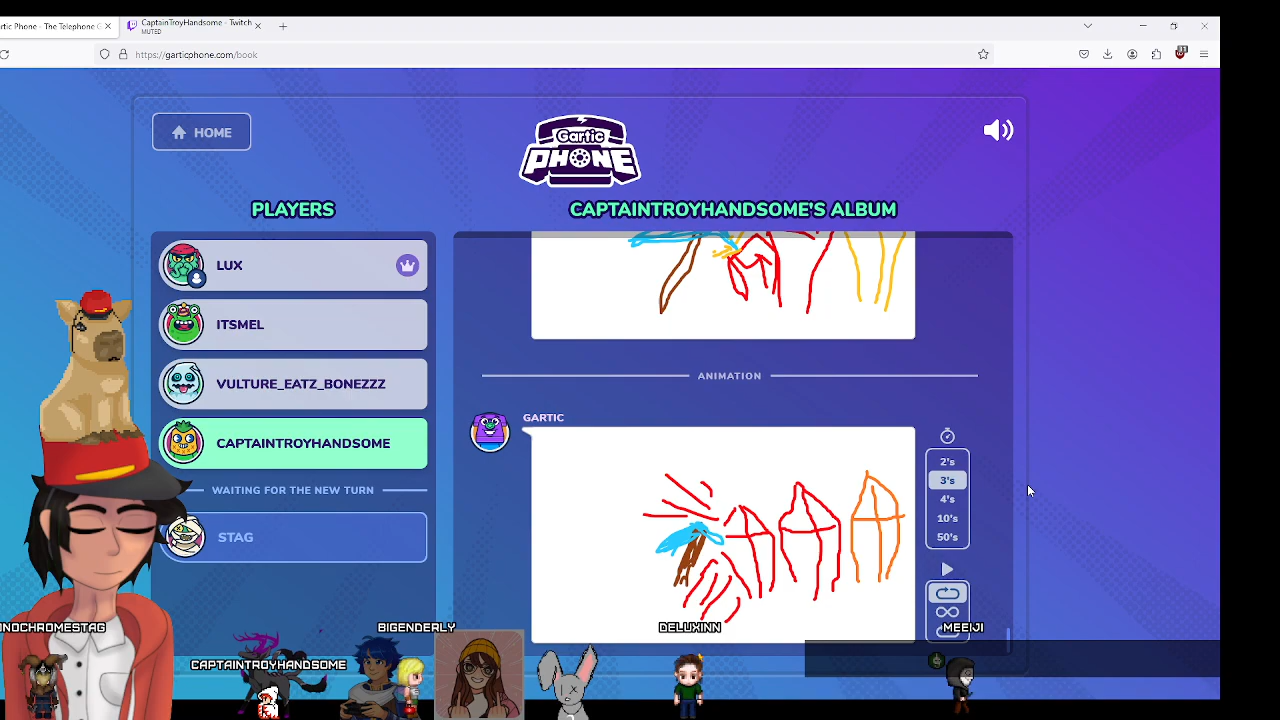 rtic Phone - The Telephone G
CaptainTroyHandsome - Twitch
MUTED
https://garticphone.com/book
HOME
Gartic
PHONE
PLAYERS
CAPTAINTROYHANDSOME'S ALBUM
LUX
ITSMEL
VULTURE_EATZ_BONEZZZ
CAPTAINTROYHANDSOME
WAITING FOR THE NEW TURN
STAG
ANIMATION
GARTIC
2's
3's
4's
10's
50's
NOCHROMESTAG
BIGENDERLY
DELUXINN
MEEIJI
CAPTAINTROYHANDSOME